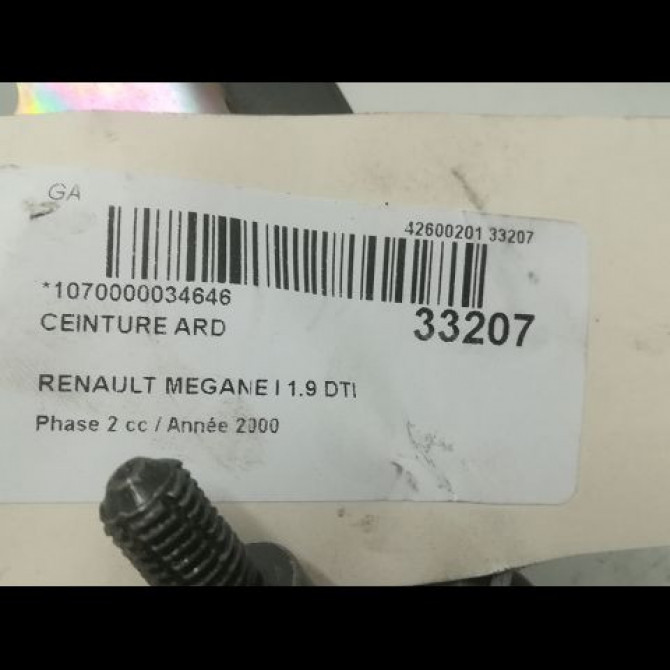 GA
42600201 33207
*1070000034646
CEINTURE ARD
33207
RENAULT MEGANE I 1.9 DTI
Phase 2 cc / Année 2000